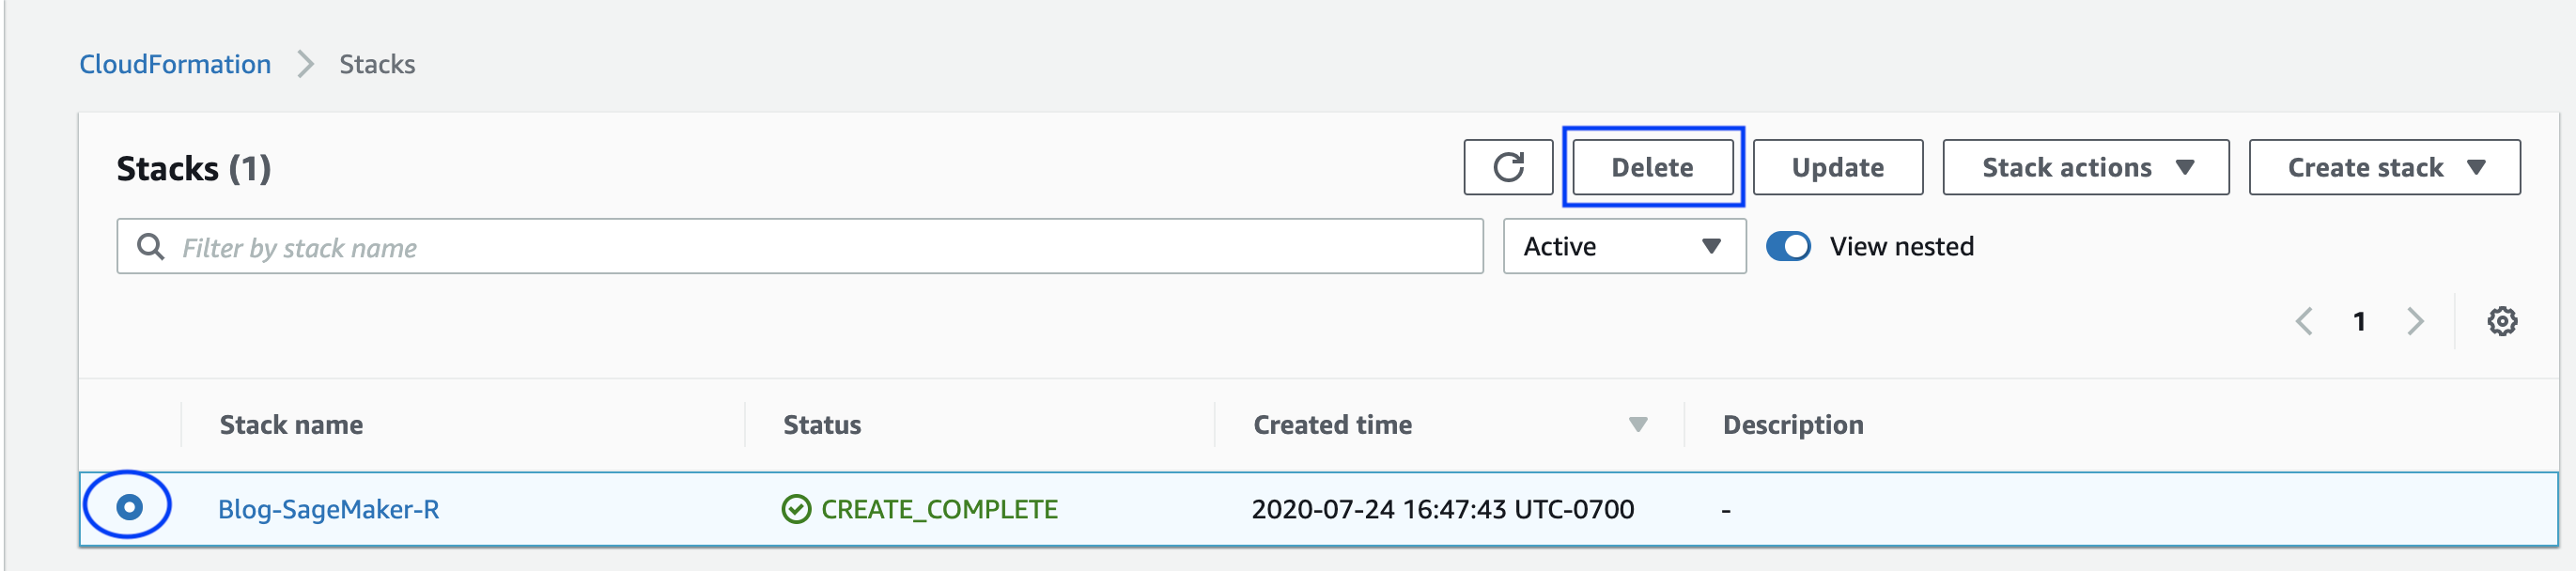 CloudFormation > Stacks
Stacks (1)
Delete Update Stack actions Create stack
Filter by stack name Active View nested
1
Stack name Status Created time Description
Blog-SageMaker-R CREATE_COMPLETE 2020-07-24 16:47:43 UTC-0700 -